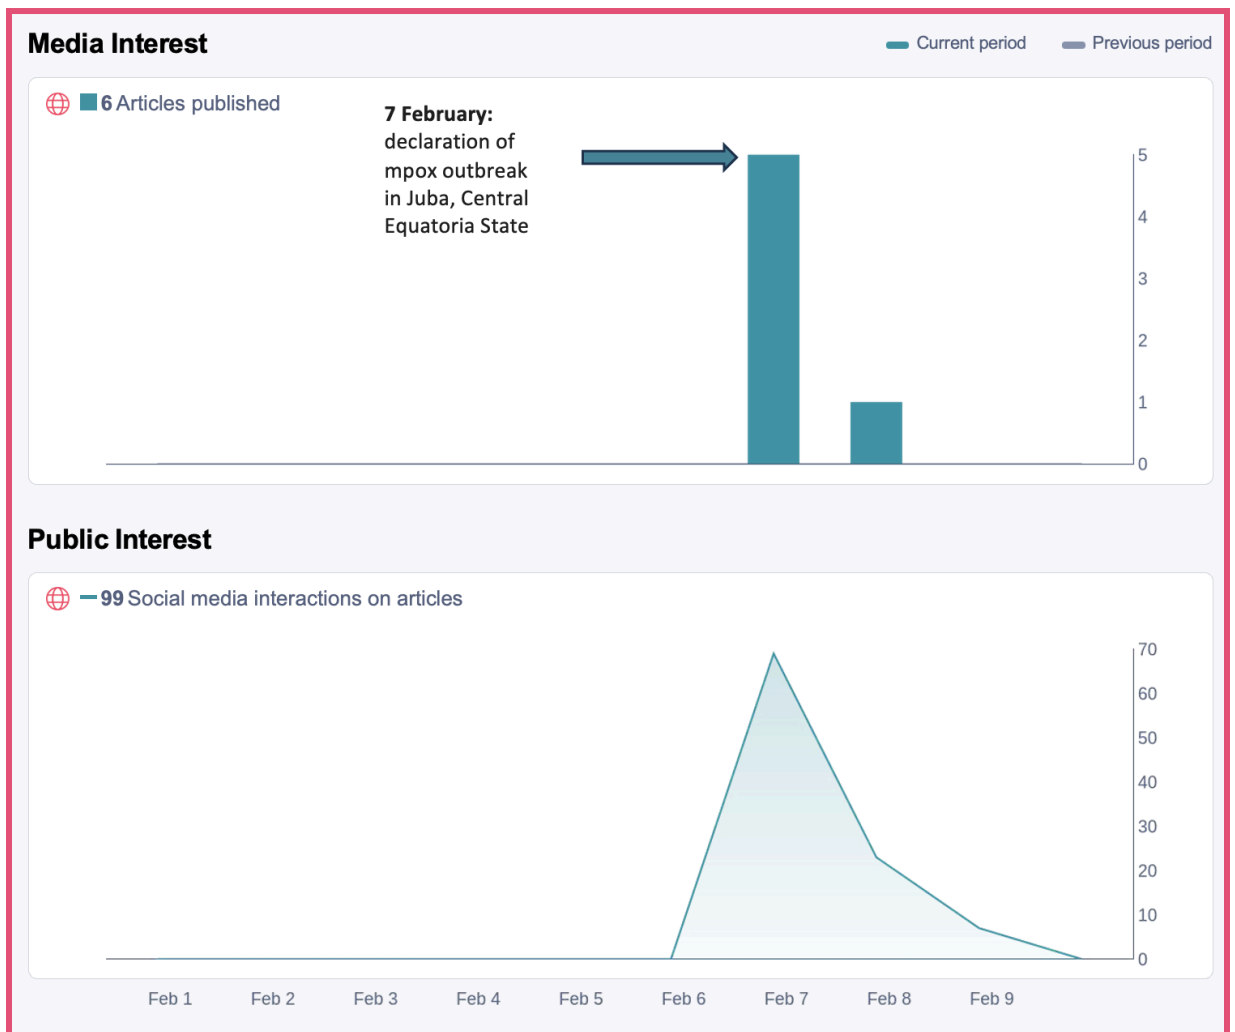 Media Interest
Current period
Previous period
6 Articles published
7 February:
declaration of
mpox outbreak
in Juba, Central
Equatoria State
5
4
3
2
1
0
Public Interest
99 Social media interactions on articles
70
60
50
40
30
20
10
0
Feb 1 Feb 2 Feb 3 Feb 4 Feb 5 Feb 6 Feb 7 Feb 8 Feb 9